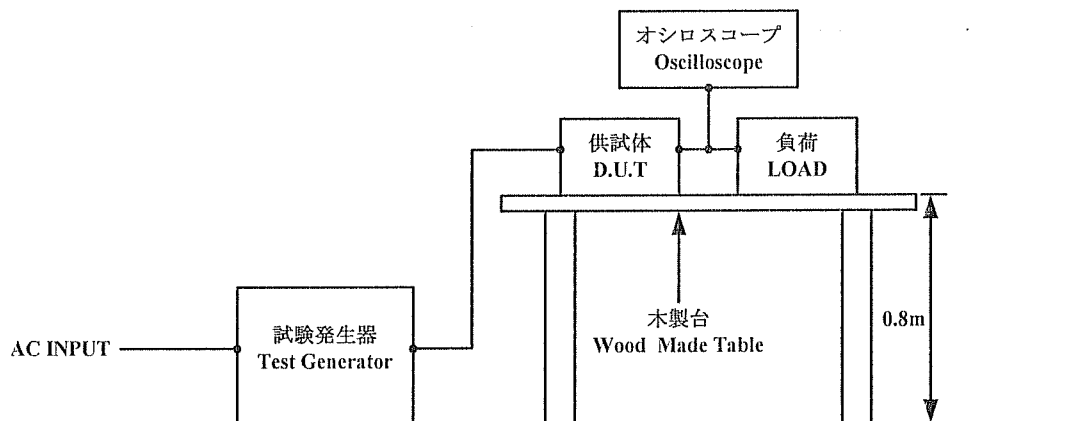 オシロスコープ
Oscilloscope
供試体
D.U.T
負荷
LOAD
試験発生器
Test Generator
AC INPUT
木製台
Wood Made Table
0.8m